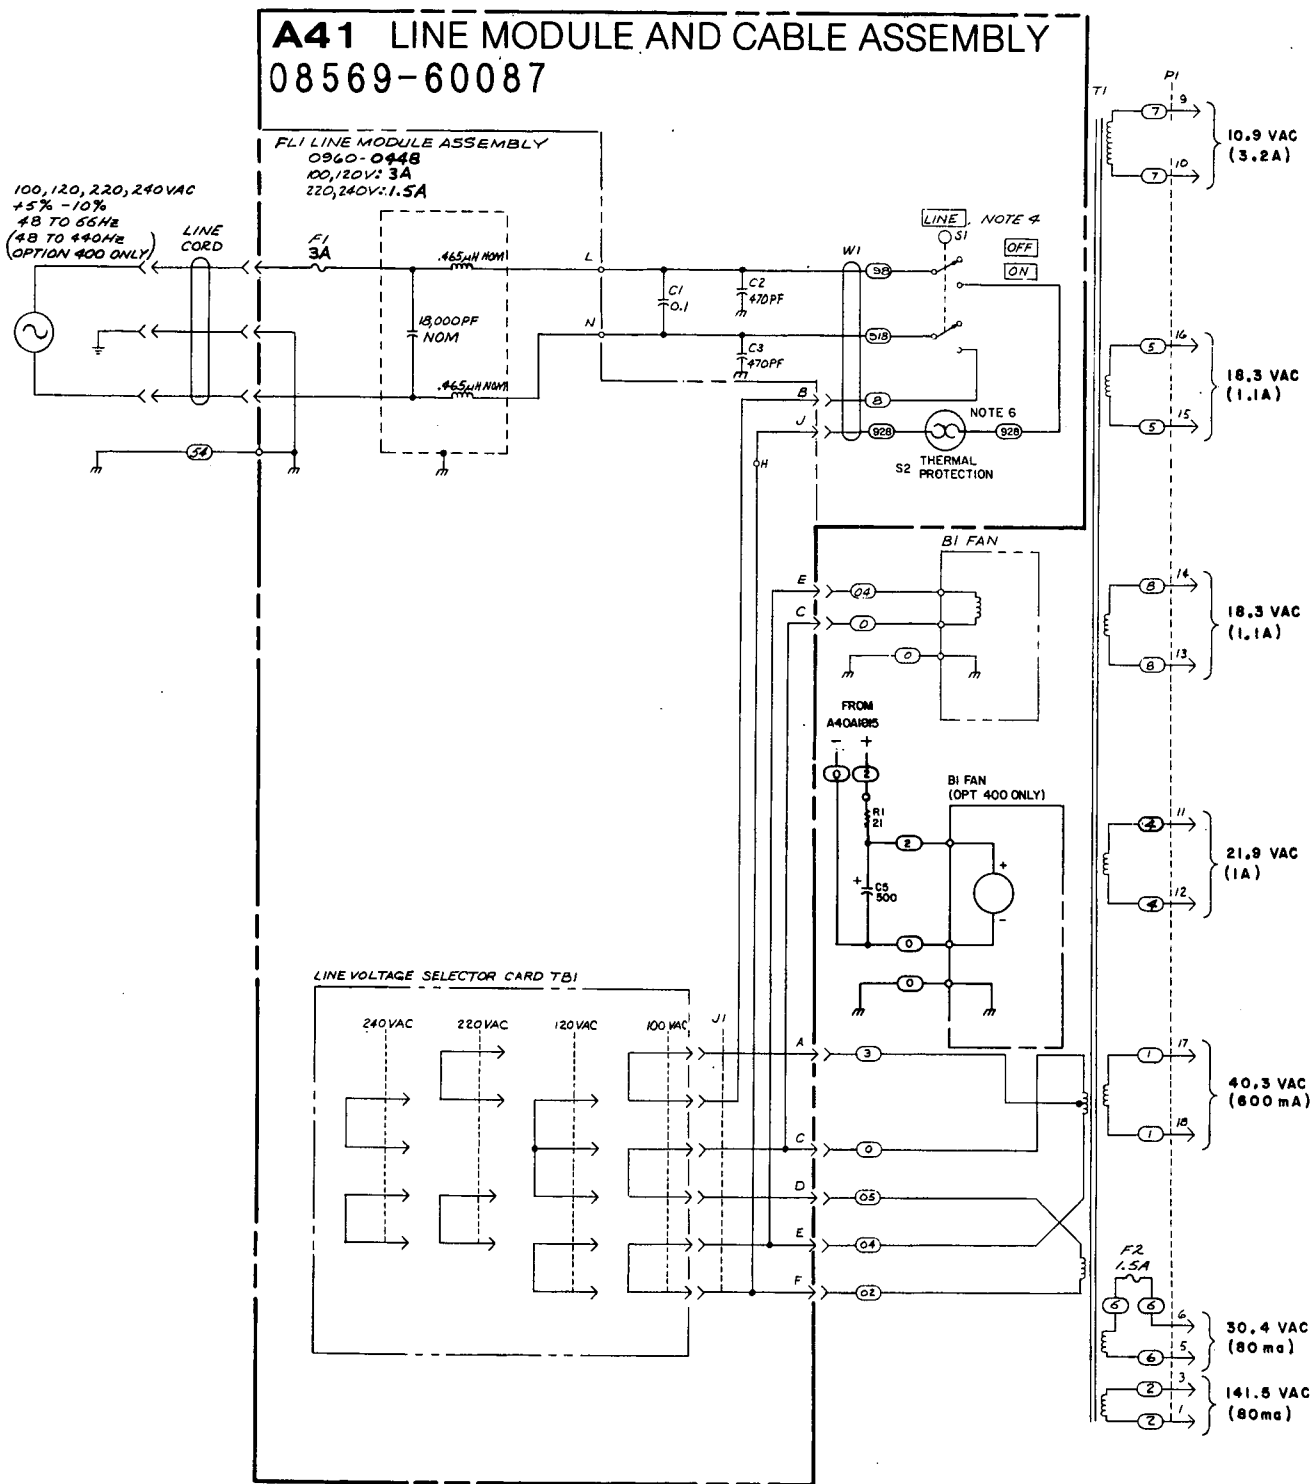 A41 LINE MODULE AND CABLE ASSEMBLY
08569-60087
T1
P1
FL1 LINE MODULE ASSEMBLY
0960-0448
100,120V: 3A
220,240V: 1.5A
100,120,220,240VAC
+5% -10%
48 TO 66Hz
(48 TO 440Hz
OPTION 400 ONLY)
LINE
CORD
F1
3A
.465µH NOM
18,000PF
NOM
.465µH NOM
L
N
C1
0.1
C2
470PF
C3
470PF
W1
98
918
8
928
928
LINE, NOTE 4
S1
OFF
ON
NOTE 6
S2 THERMAL
PROTECTION
B
J
H
54
7 9
7 10
10.9 VAC
(3.2A)
5 16
5 15
18.3 VAC
(1.1A)
8 14
8 13
18.3 VAC
(1.1A)
4 11
4 12
21.9 VAC
(1A)
1 17
1 18
40.3 VAC
(600 mA)
F2
1.5A
6 6 6
6 5
30.4 VAC
(80 ma)
2 3
2 1
141.5 VAC
(80ma)
B1 FAN
E 04
C 0
0
FROM
- +
0 2
R1
21
2
+ C5
500
0
0
B1 FAN
(OPT 400 ONLY)
+
-
LINE VOLTAGE SELECTOR CARD TB1
240VAC 220VAC 120VAC 100VAC J1
A 3
C 0
D 05
E 04
F 02